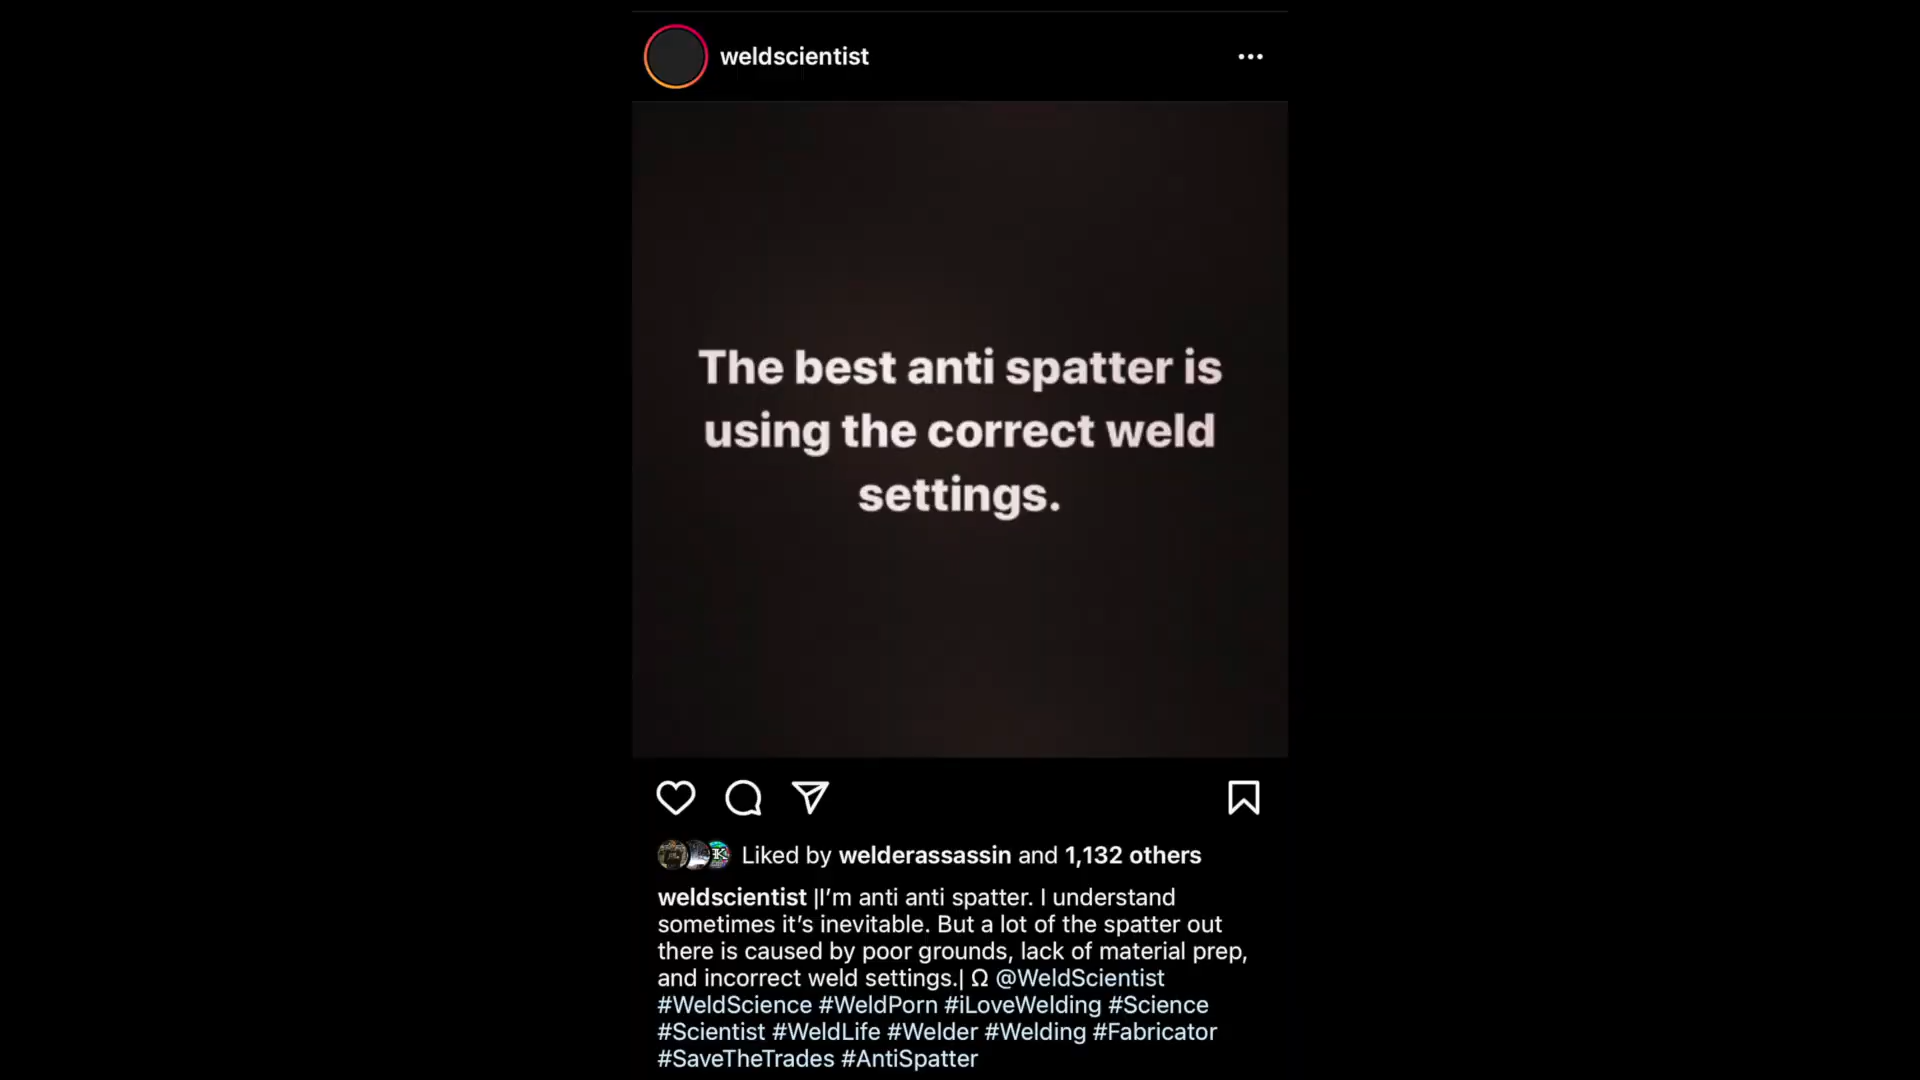 weldscientist
The best anti spatter is
using the correct weld
settings.
Liked by welderassassin and 1,132 others
weldscientist |I’m anti anti spatter. I understand
sometimes it’s inevitable. But a lot of the spatter out
there is caused by poor grounds, lack of material prep,
and incorrect weld settings.| Ω @WeldScientist
#WeldScience #WeldPorn #iLoveWelding #Science
#Scientist #WeldLife #Welder #Welding #Fabricator
#SaveTheTrades #AntiSpatter